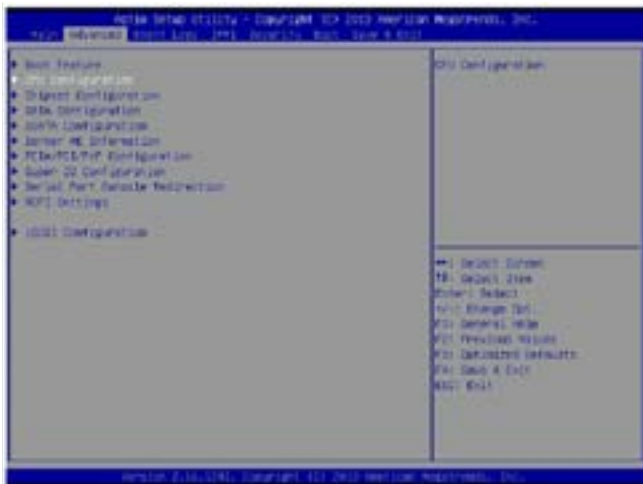 Aptio Setup Utility - Copyright (C) 2013 American Megatrends, Inc.
Main Advanced Event Logs IPMI Security Boot Save & Exit
Boot Feature
CPU Configuration
Chipset Configuration
SATA Configuration
sSATA Configuration
Server ME Information
PCIe/PCI/PnP Configuration
Super IO Configuration
Serial Port Console Redirection
ACPI Settings
iSCSI Configuration
CPU Configuration
: Select Screen
: Select Item
Enter: Select
+/-: Change Opt.
F1: General Help
F2: Previous Values
F3: Optimized Defaults
F4: Save & Exit
ESC: Exit
Version Copyright (C) 2013 American Megatrends, Inc.